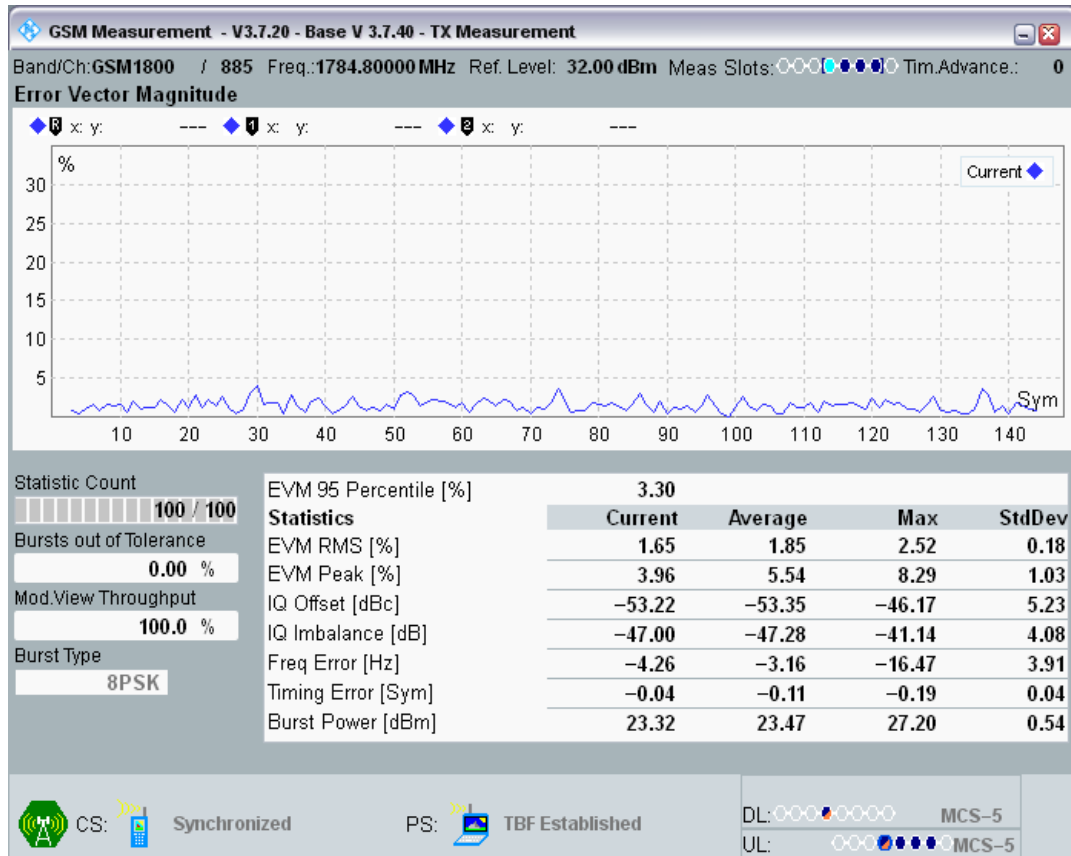 GSM Measurement - V3.7.20 - Base V 3.7.40 - TX Measurement
Band/Ch:GSM1800 / 885 Freq.:1784.80000 MHz Ref. Level: 32.00 dBm Meas Slots: Tim.Advance.: 0
Error Vector Magnitude
R x: y: --- 1 x: y: --- 2 x: y: ---
%
Current
30
25
20
15
10
5
Sym
10 20 30 40 50 60 70 80 90 100 110 120 130 140
Statistic Count
100 / 100
Bursts out of Tolerance
0.00 %
Mod.View Throughput
100.0 %
Burst Type
8PSK
EVM 95 Percentile [%] 3.30
Statistics Current Average Max StdDev
EVM RMS [%] 1.65 1.85 2.52 0.18
EVM Peak [%] 3.96 5.54 8.29 1.03
IQ Offset [dBc] −53.22 −53.35 −46.17 5.23
IQ Imbalance [dB] −47.00 −47.28 −41.14 4.08
Freq Error [Hz] −4.26 −3.16 −16.47 3.91
Timing Error [Sym] −0.04 −0.11 −0.19 0.04
Burst Power [dBm] 23.32 23.47 27.20 0.54
CS: Synchronized PS: TBF Established
DL: MCS−5
UL: MCS−5